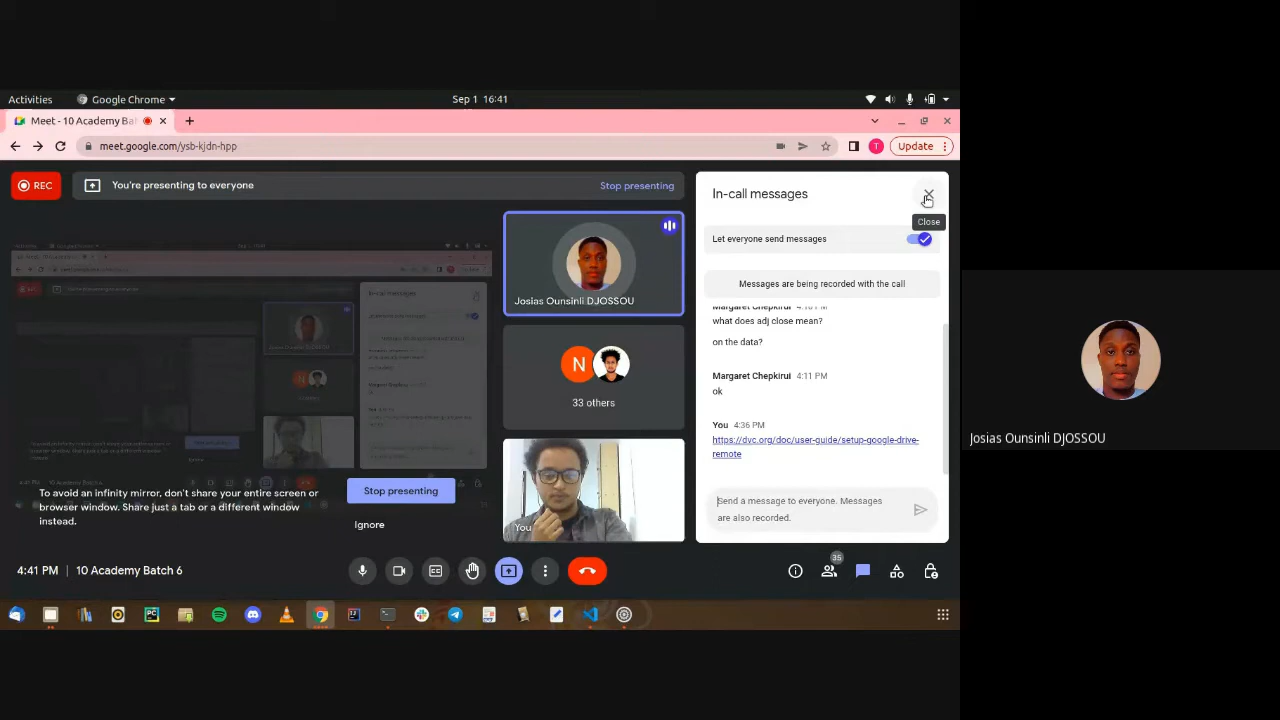 Activities
Google Chrome
Sep 1 16:41
Meet - 10 Academy Bat
meet.google.com/ysb-kjdn-hpp
T
Update
REC
You're presenting to everyone
Stop presenting
In-call messages
Close
Let everyone send messages
Messages are being recorded with the call
Margaret Chepkirui 4:10 PM
what does adj close mean?
on the data?
Margaret Chepkirui 4:11 PM
ok
You 4:36 PM
https://dvc.org/doc/user-guide/setup-google-drive-
remote
Send a message to everyone. Messages
are also recorded.
Josias Ounsinli DJOSSOU
N
33 others
You
To avoid an infinity mirror, don't share your entire screen or
browser window. Share just a tab or a different window
instead.
Stop presenting
Ignore
4:41 PM | 10 Academy Batch 6
35
Josias Ounsinli DJOSSOU